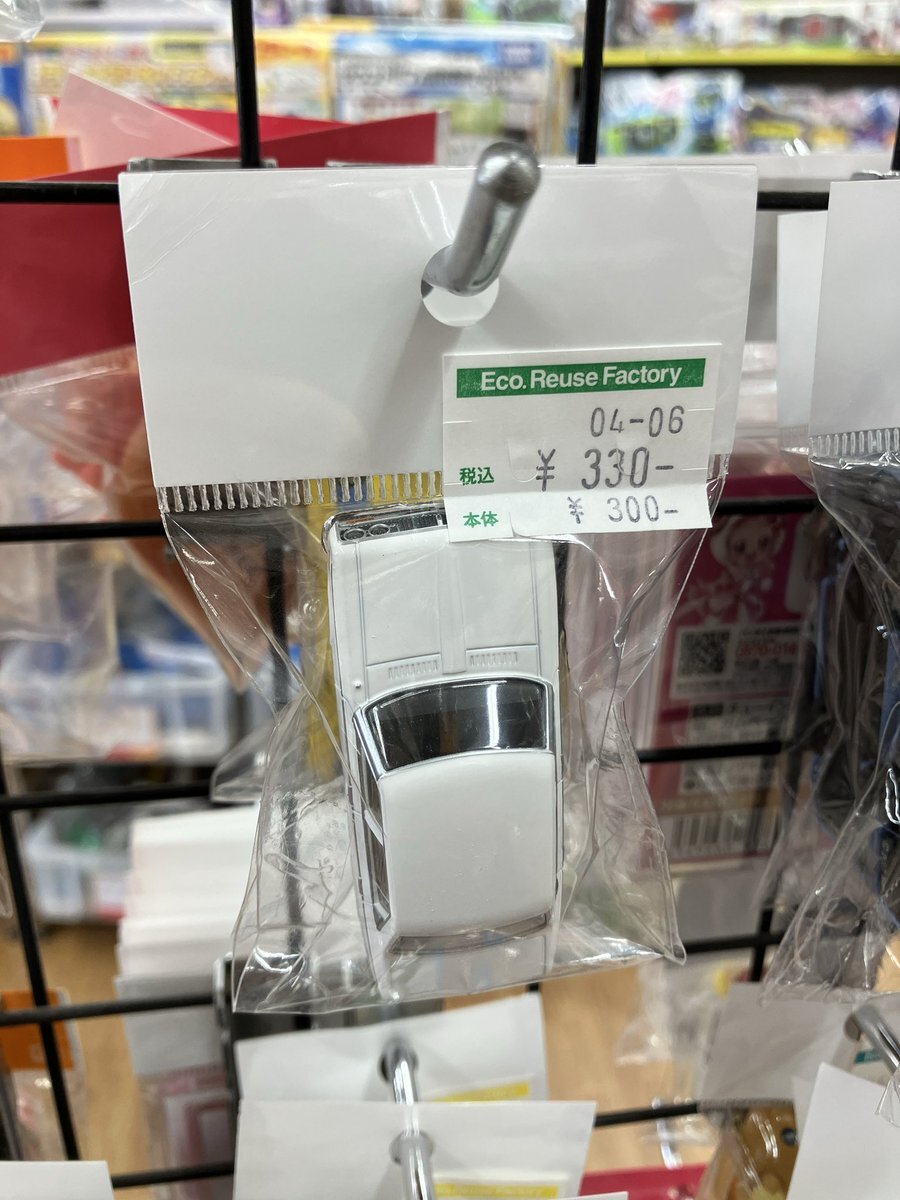 Eco. Reuse Factory
04-06
税込 ¥ 330-
本体 ¥ 300-